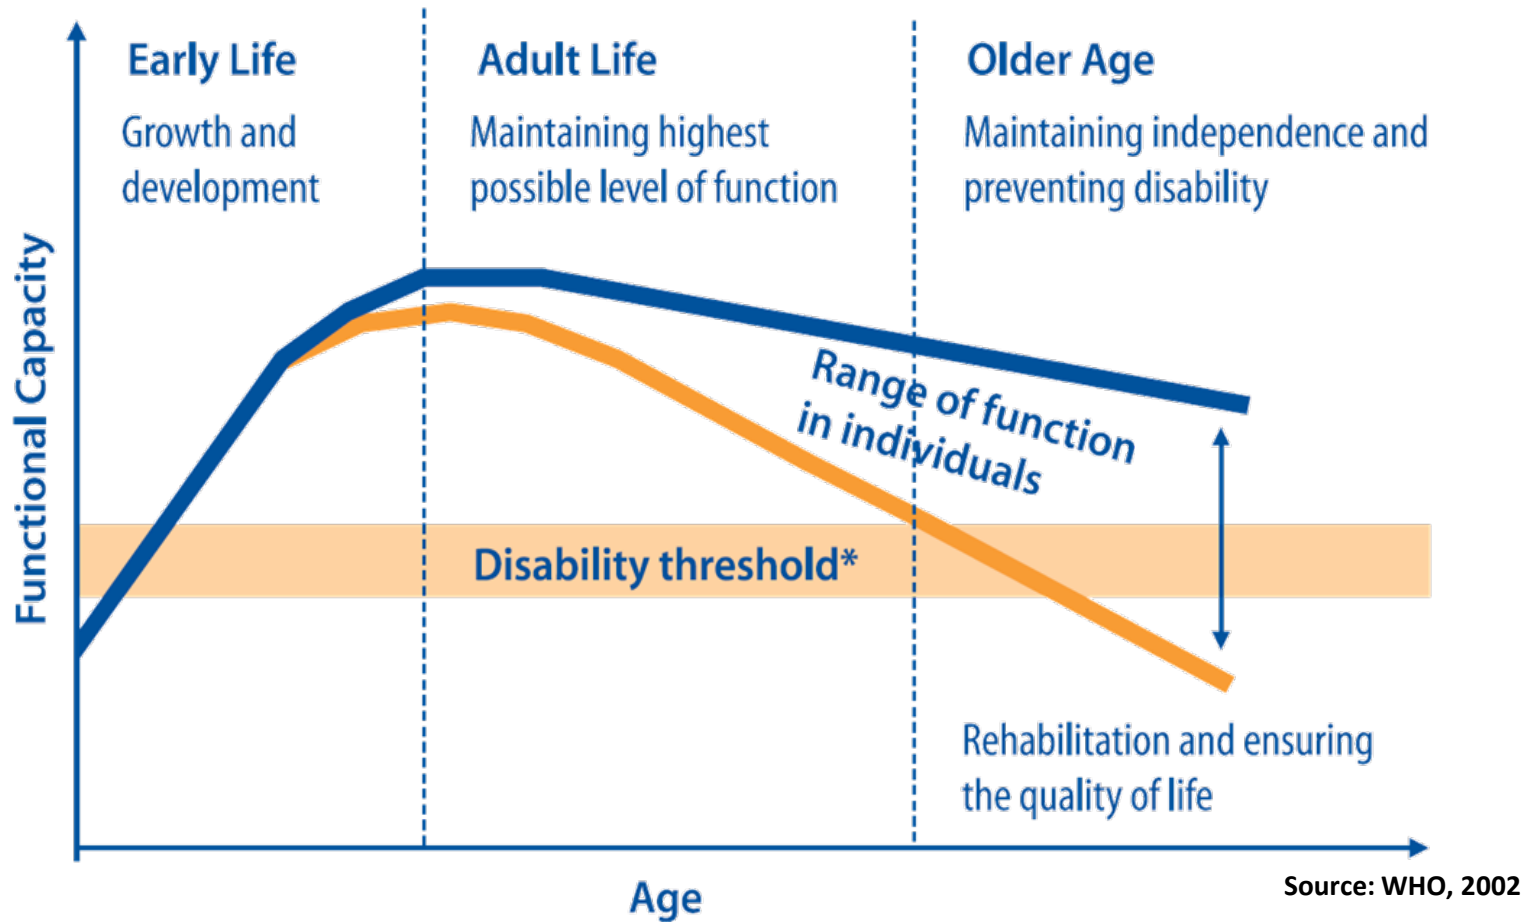 Early Life
Growth and
development
Adult Life
Maintaining highest
possible level of function
Older Age
Maintaining independence and
preventing disability
Functional Capacity
Range of function
in individuals
Disability threshold*
Rehabilitation and ensuring
the quality of life
Age
Source: WHO, 2002